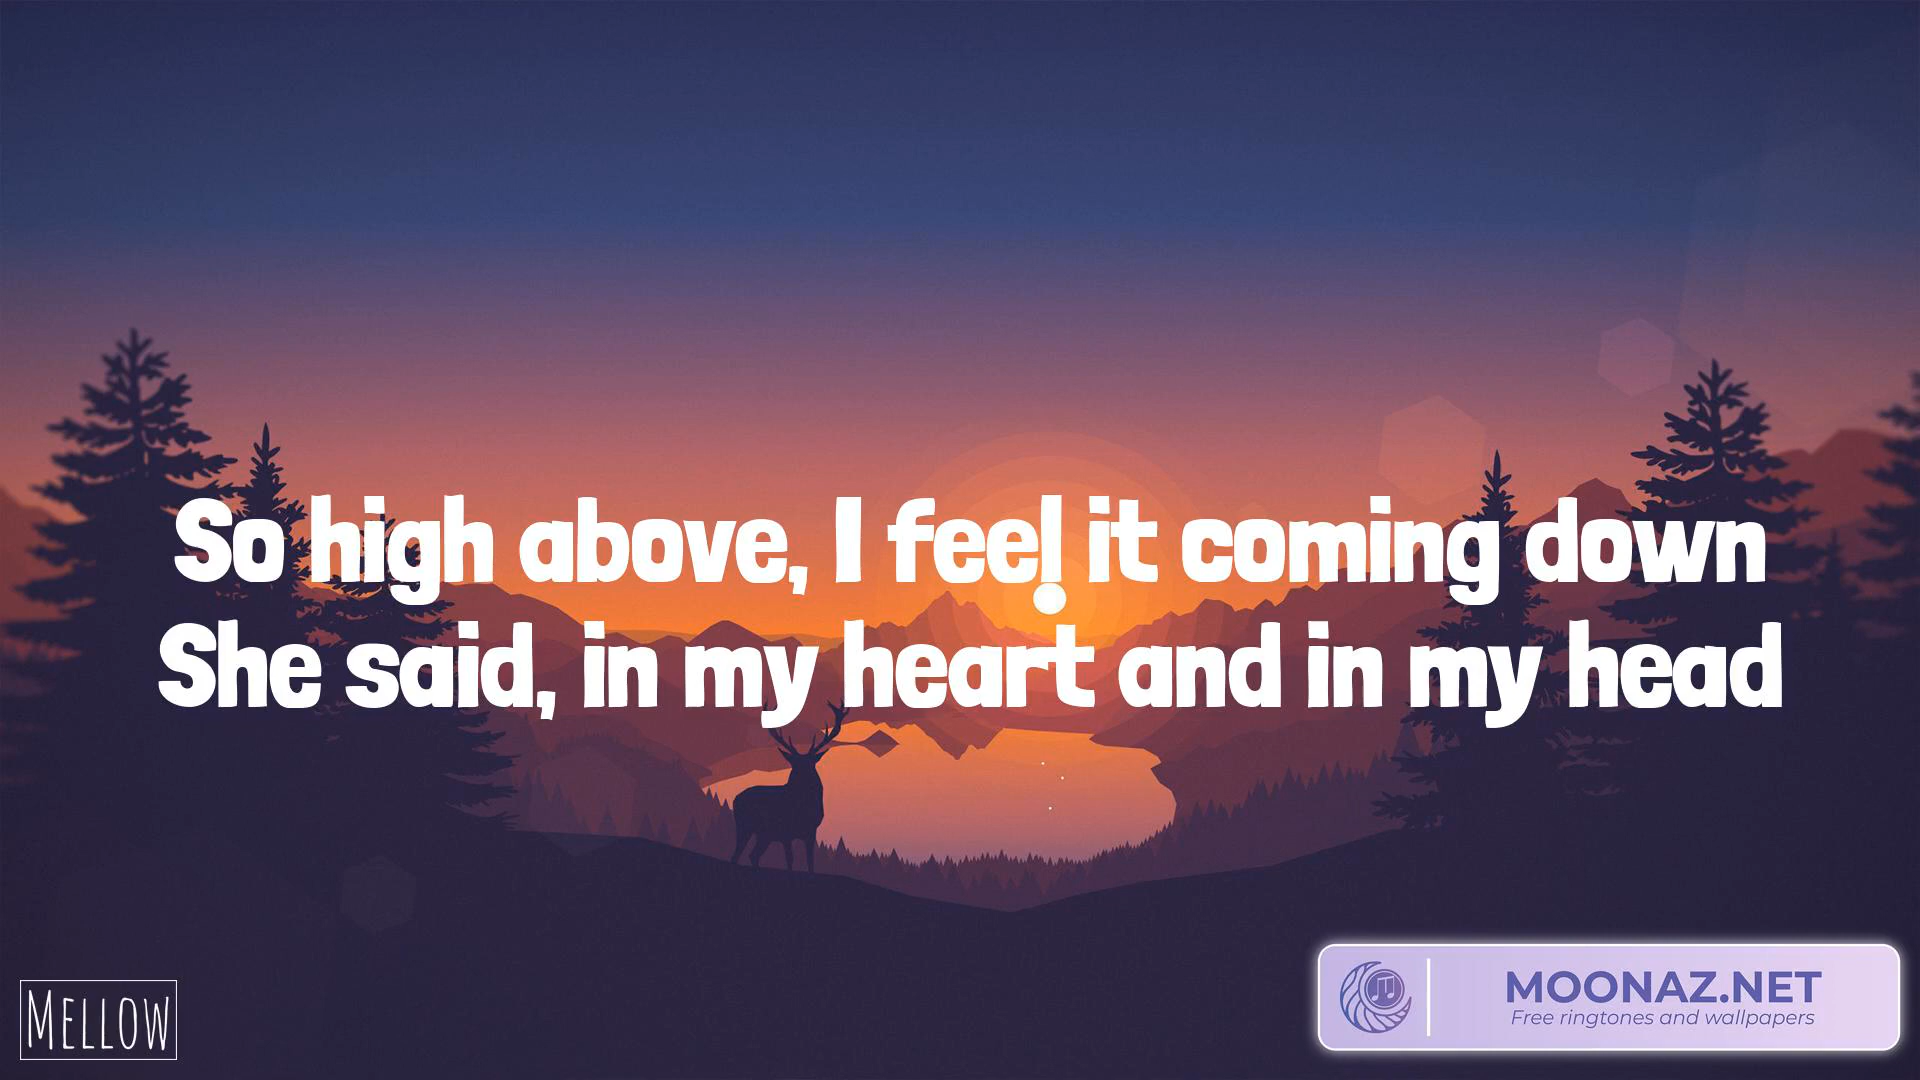 So high above, I feel it coming down
She said, in my heart and in my head
MELLOW
MOONAZ.NET
Free ringtones and wallpapers